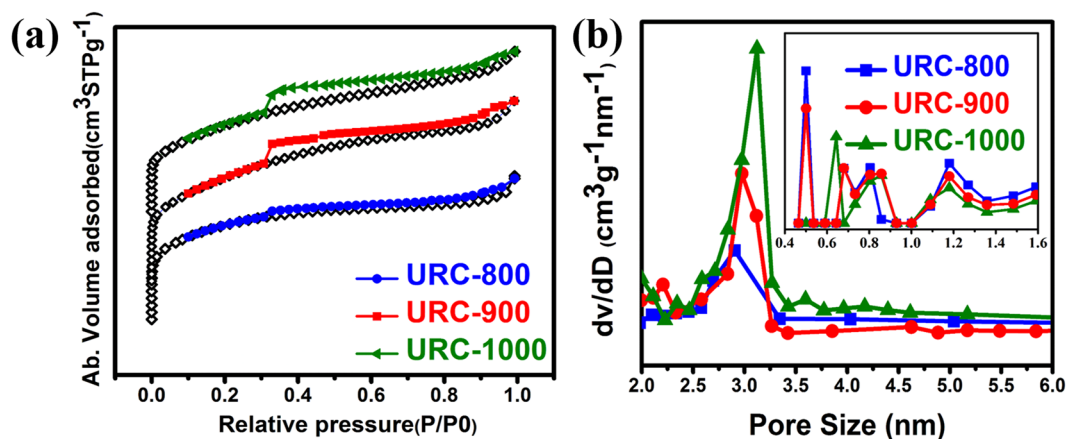 (a)
Ab. Volume adsorbed(cm³STPg⁻¹)
URC-800
URC-900
URC-1000
0.0 0.2 0.4 0.6 0.8 1.0
Relative pressure(P/P0)
(b)
dv/dD (cm³g⁻¹nm⁻¹)
URC-800
URC-900
URC-1000
0.4 0.6 0.8 1.0 1.2 1.4 1.6
2.0 2.5 3.0 3.5 4.0 4.5 5.0 5.5 6.0
Pore Size (nm)